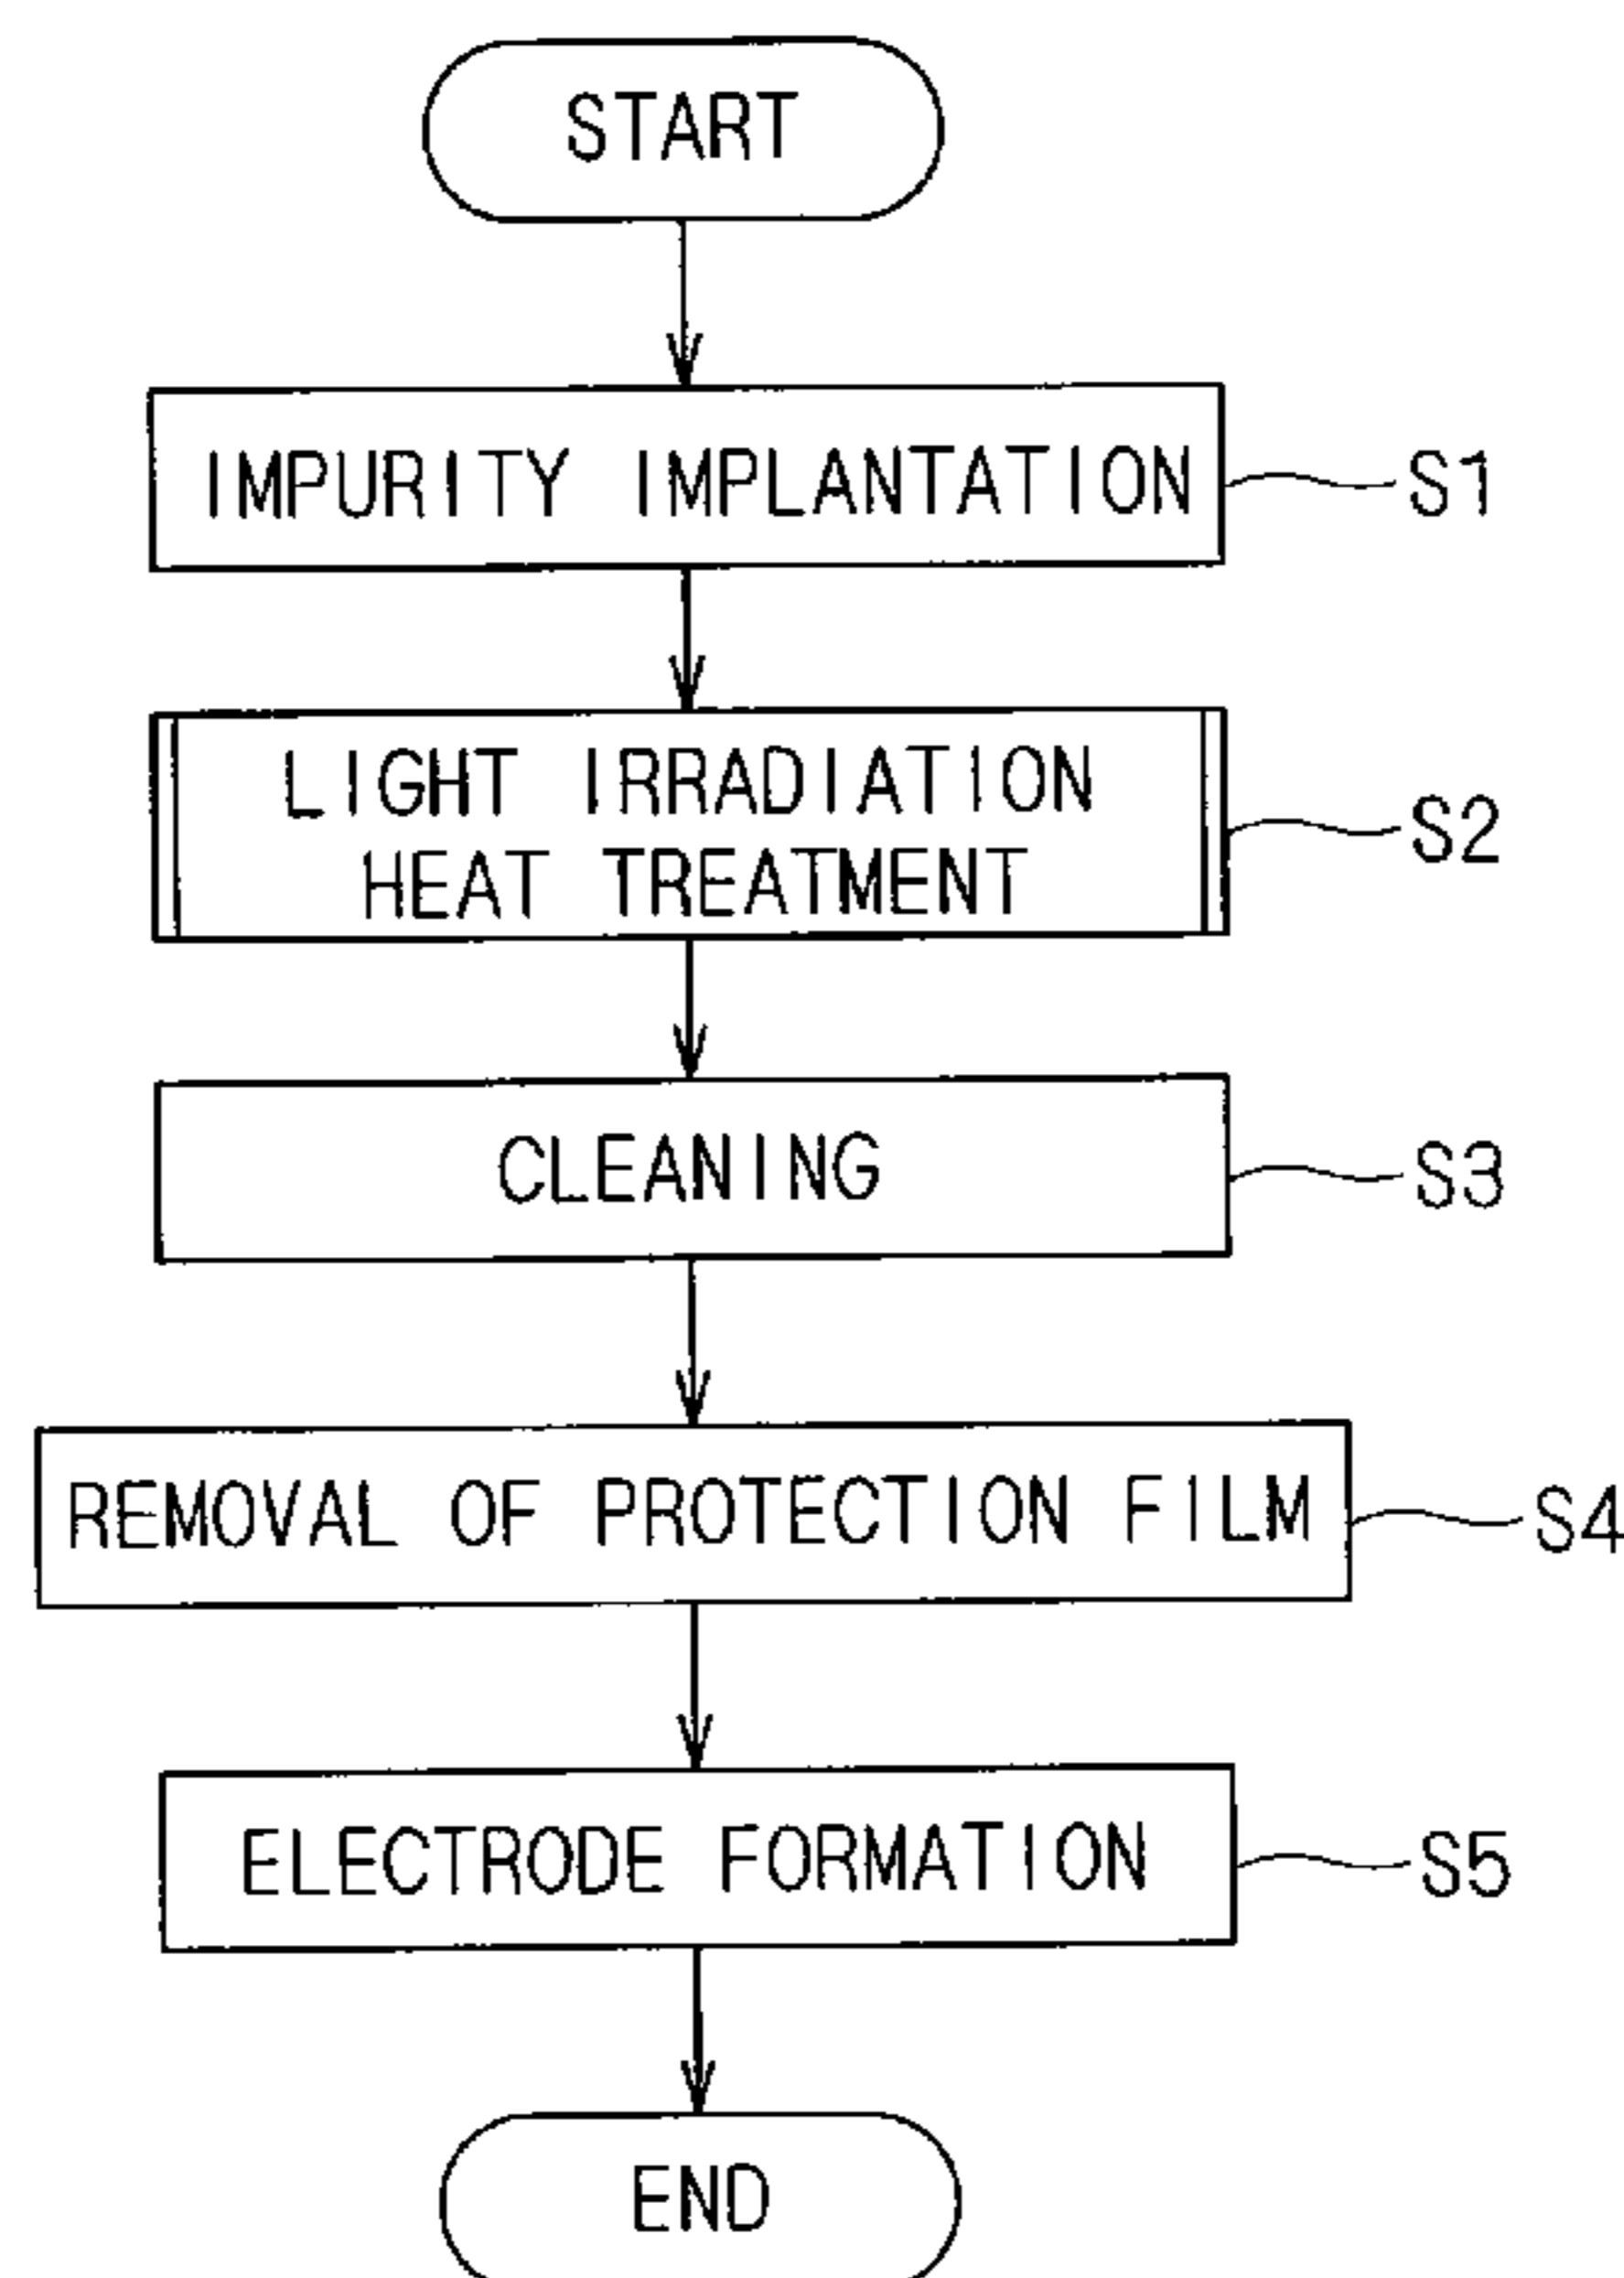 START
IMPURITY IMPLANTATION S1
LIGHT IRRADIATION
HEAT TREATMENT S2
CLEANING S3
REMOVAL OF PROTECTION FILM S4
ELECTRODE FORMATION S5
END